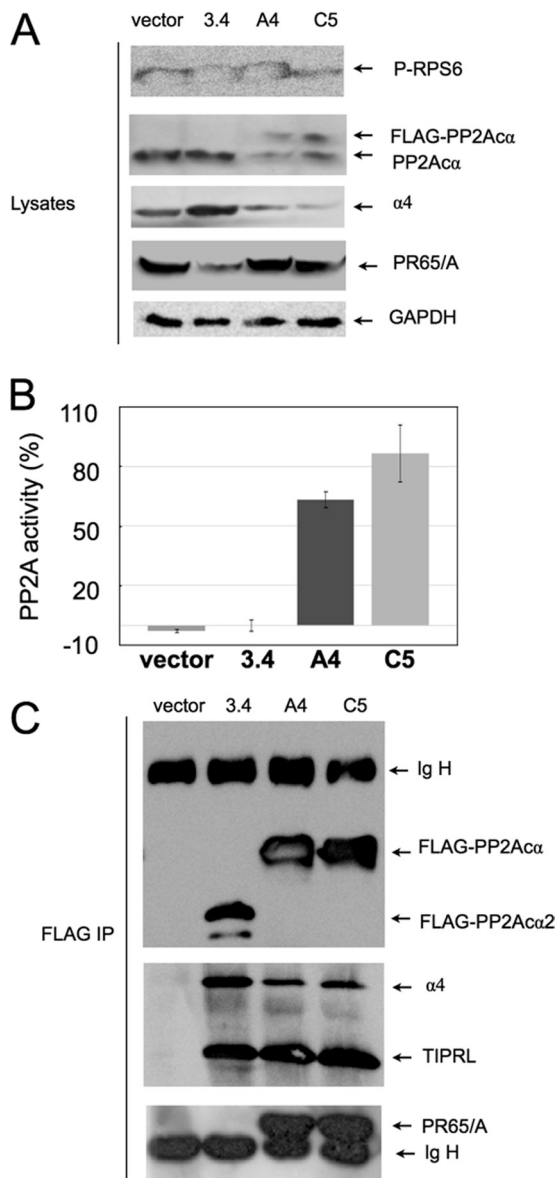 A
vector 3.4 A4 C5
P-RPS6
FLAG-PP2Acα
PP2Acα
Lysates
α4
PR65/A
GAPDH
B
PP2A activity (%)
110
80
50
20
-10
vector 3.4 A4 C5
C
vector 3.4 A4 C5
Ig H
FLAG-PP2Acα
FLAG-PP2Acα2
FLAG IP
α4
TIPRL
PR65/A
Ig H